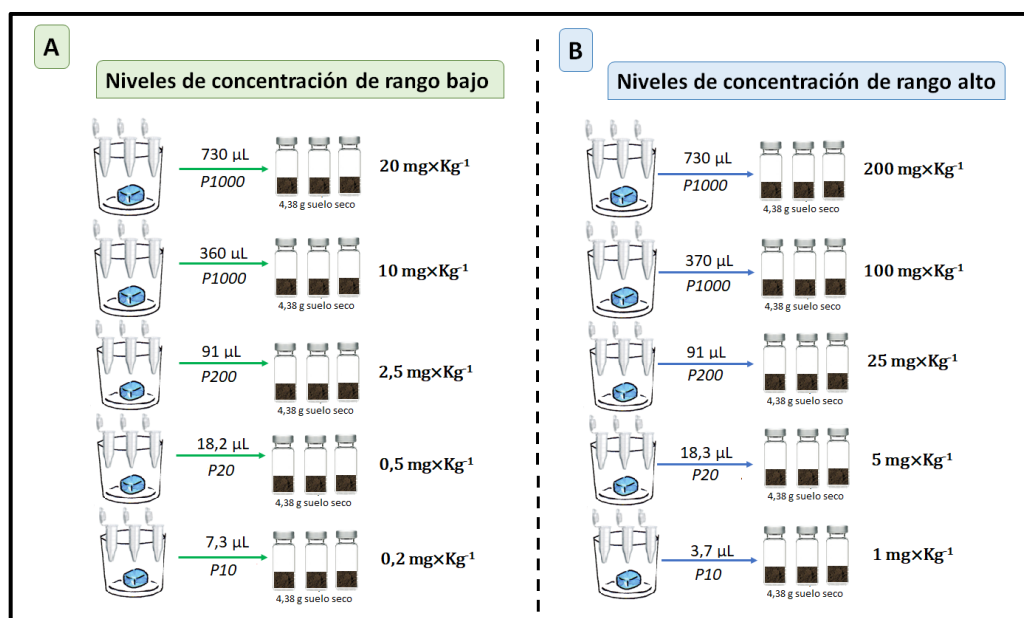 A
Niveles de concentración de rango bajo
730 µL
P1000
4,38 g suelo seco
20 mg×Kg⁻¹
360 µL
P1000
4,38 g suelo seco
10 mg×Kg⁻¹
91 µL
P200
4,38 g suelo seco
2,5 mg×Kg⁻¹
18,2 µL
P20
4,38 g suelo seco
0,5 mg×Kg⁻¹
7,3 µL
P10
4,38 g suelo seco
0,2 mg×Kg⁻¹
B
Niveles de concentración de rango alto
730 µL
P1000
4,38 g suelo seco
200 mg×Kg⁻¹
370 µL
P1000
4,38 g suelo seco
100 mg×Kg⁻¹
91 µL
P200
4,38 g suelo seco
25 mg×Kg⁻¹
18,3 µL
P20
4,38 g suelo seco
5 mg×Kg⁻¹
3,7 µL
P10
4,38 g suelo seco
1 mg×Kg⁻¹